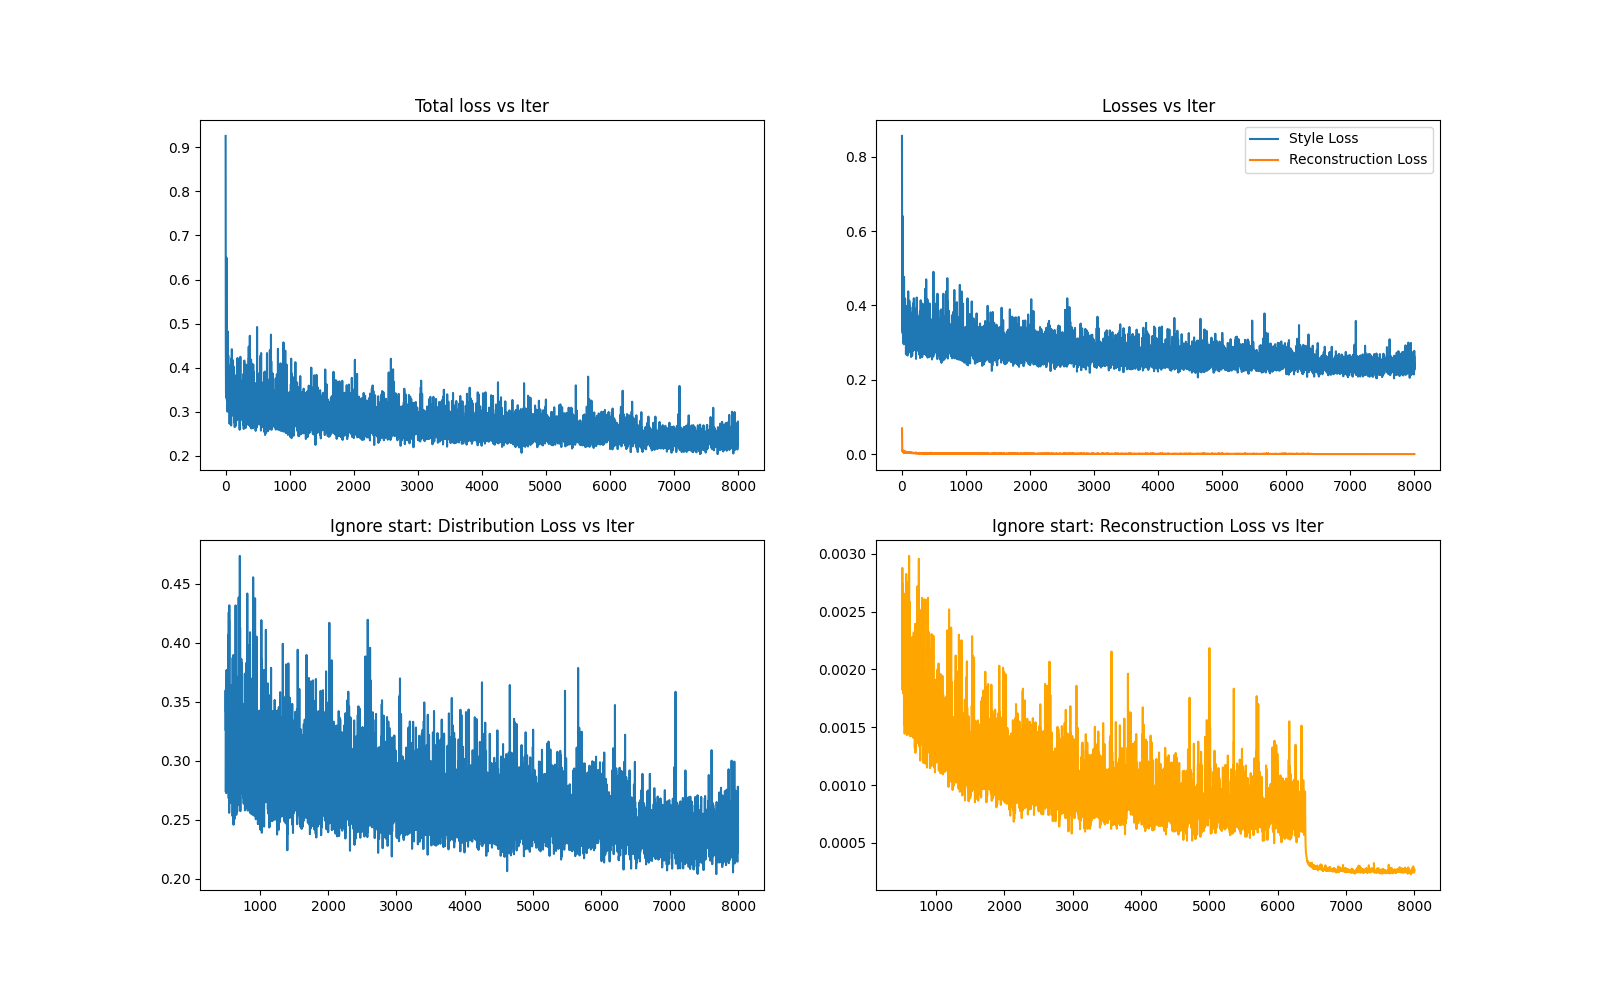 Total loss vs Iter
0.9
0.8
0.7
0.6
0.5
0.4
0.3
0.2
0 1000 2000 3000 4000 5000 6000 7000 8000
Losses vs Iter
Style Loss
Reconstruction Loss
0.8
0.6
0.4
0.2
0.0
0 1000 2000 3000 4000 5000 6000 7000 8000
Ignore start: Distribution Loss vs Iter
0.45
0.40
0.35
0.30
0.25
0.20
1000 2000 3000 4000 5000 6000 7000 8000
Ignore start: Reconstruction Loss vs Iter
0.0030
0.0025
0.0020
0.0015
0.0010
0.0005
1000 2000 3000 4000 5000 6000 7000 8000